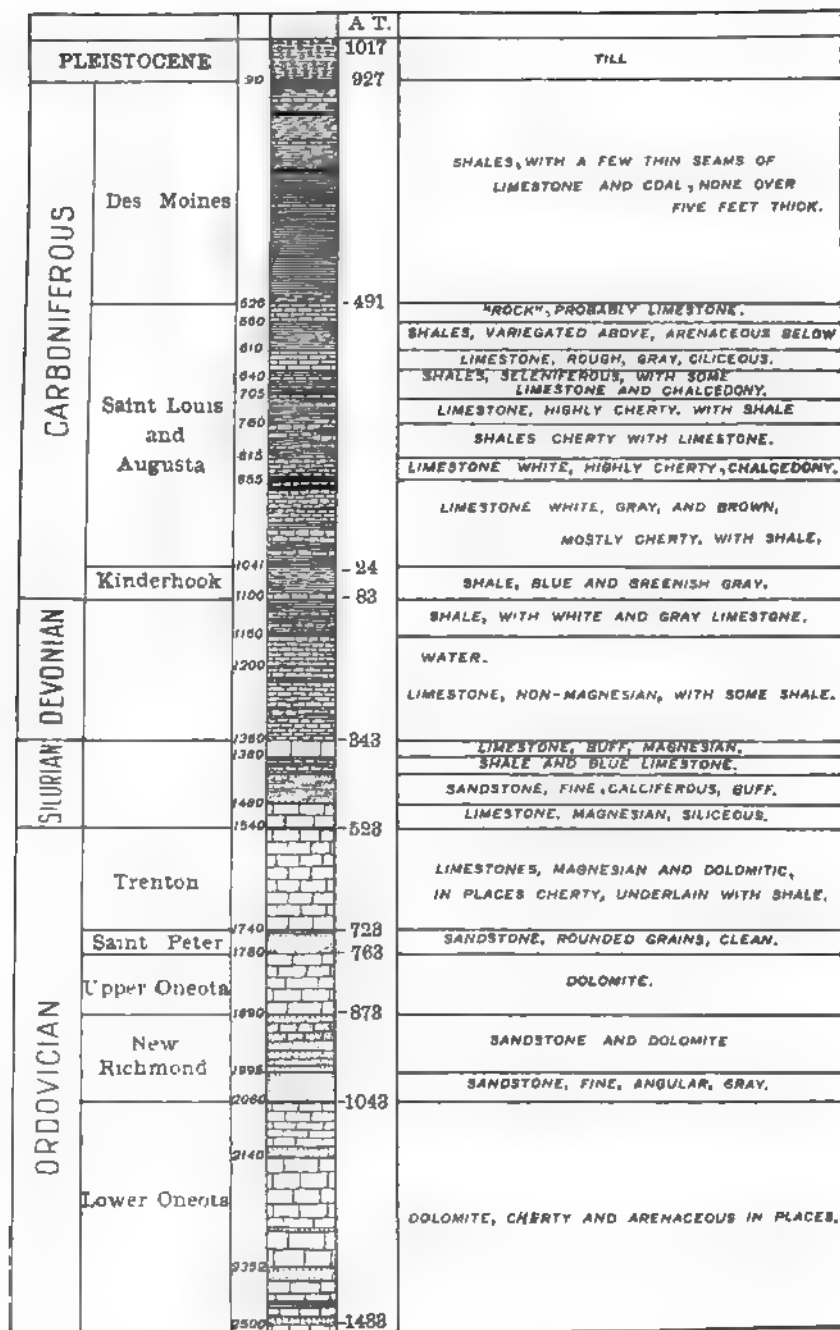 A T.
1017
PLEISTOCENE
TILL
90
927
CARBONIFEROUS
Des Moines
SHALES, WITH A FEW THIN SEAMS OF
LIMESTONE AND COAL, NONE OVER
FIVE FEET THICK.
526
- 491
"ROCK", PROBABLY LIMESTONE.
560
SHALES, VARIEGATED ABOVE, ARENACEOUS BELOW
610
LIMESTONE, ROUGH, GRAY, CILICEOUS.
640
SHALES, SELENIFEROUS, WITH SOME
LIMESTONE AND CHALCEDONY.
705
Saint Louis
and
Augusta
LIMESTONE, HIGHLY CHERTY, WITH SHALE
760
SHALES CHERTY WITH LIMESTONE.
815
LIMESTONE WHITE, HIGHLY CHERTY, CHALCEDONY.
855
LIMESTONE WHITE, GRAY, AND BROWN,
MOSTLY CHERTY, WITH SHALE,
1041
- 24
Kinderhook
SHALE, BLUE AND GREENISH GRAY.
1100
- 83
DEVONIAN
SHALE, WITH WHITE AND GRAY LIMESTONE.
1150
WATER.
1200
LIMESTONE, NON-MAGNESIAN, WITH SOME SHALE.
1360
-343
SILURIAN
LIMESTONE, BUFF, MAGNESIAN.
1380
SHALE AND BLUE LIMESTONE.
SANDSTONE, FINE, CALCIFEROUS, BUFF.
1490
LIMESTONE, MAGNESIAN, SILICEOUS.
1540
-523
ORDOVICIAN
Trenton
LIMESTONES, MAGNESIAN AND DOLOMITIC,
IN PLACES CHERTY, UNDERLAIN WITH SHALE.
1740
-723
Saint Peter
SANDSTONE, ROUNDED GRAINS, CLEAN.
1780
-763
Upper Oneota
DOLOMITE.
1890
-873
New
Richmond
SANDSTONE AND DOLOMITE
1995
SANDSTONE, FINE, ANGULAR, GRAY.
2060
-1043
2140
Lower Oneota
DOLOMITE, CHERTY AND ARENACEOUS IN PLACES.
2392
2500
-1483